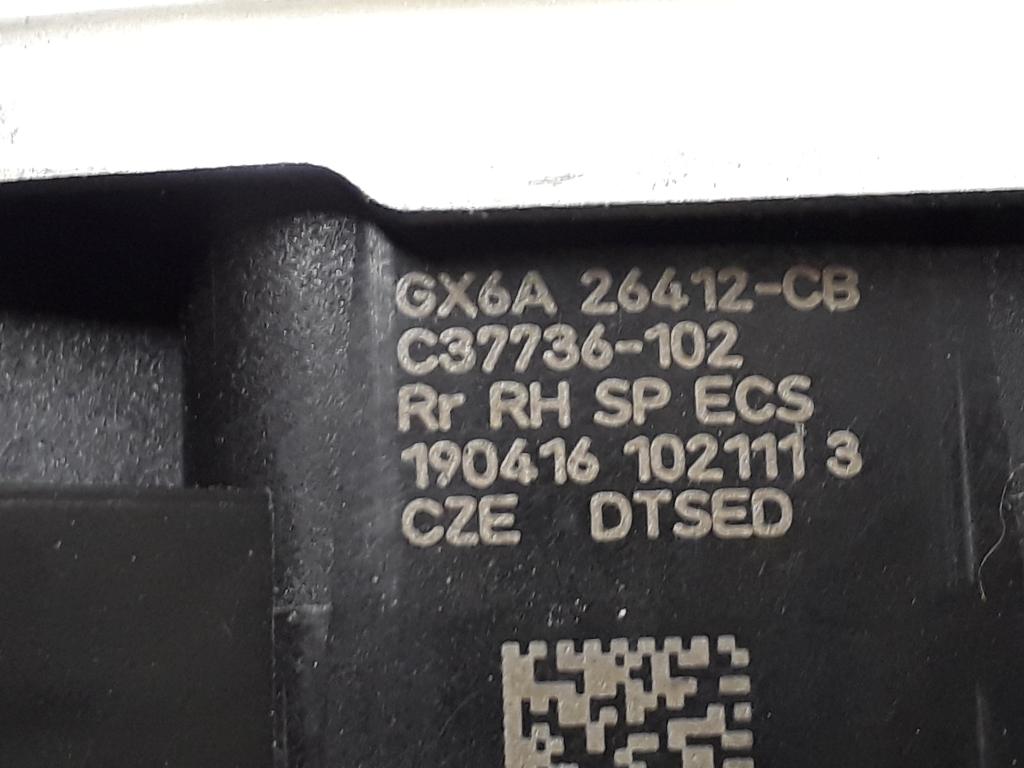 GX6A 26412-CB
C37736-102
Rr RH SP ECS
190416 102111 3
CZE DTSED